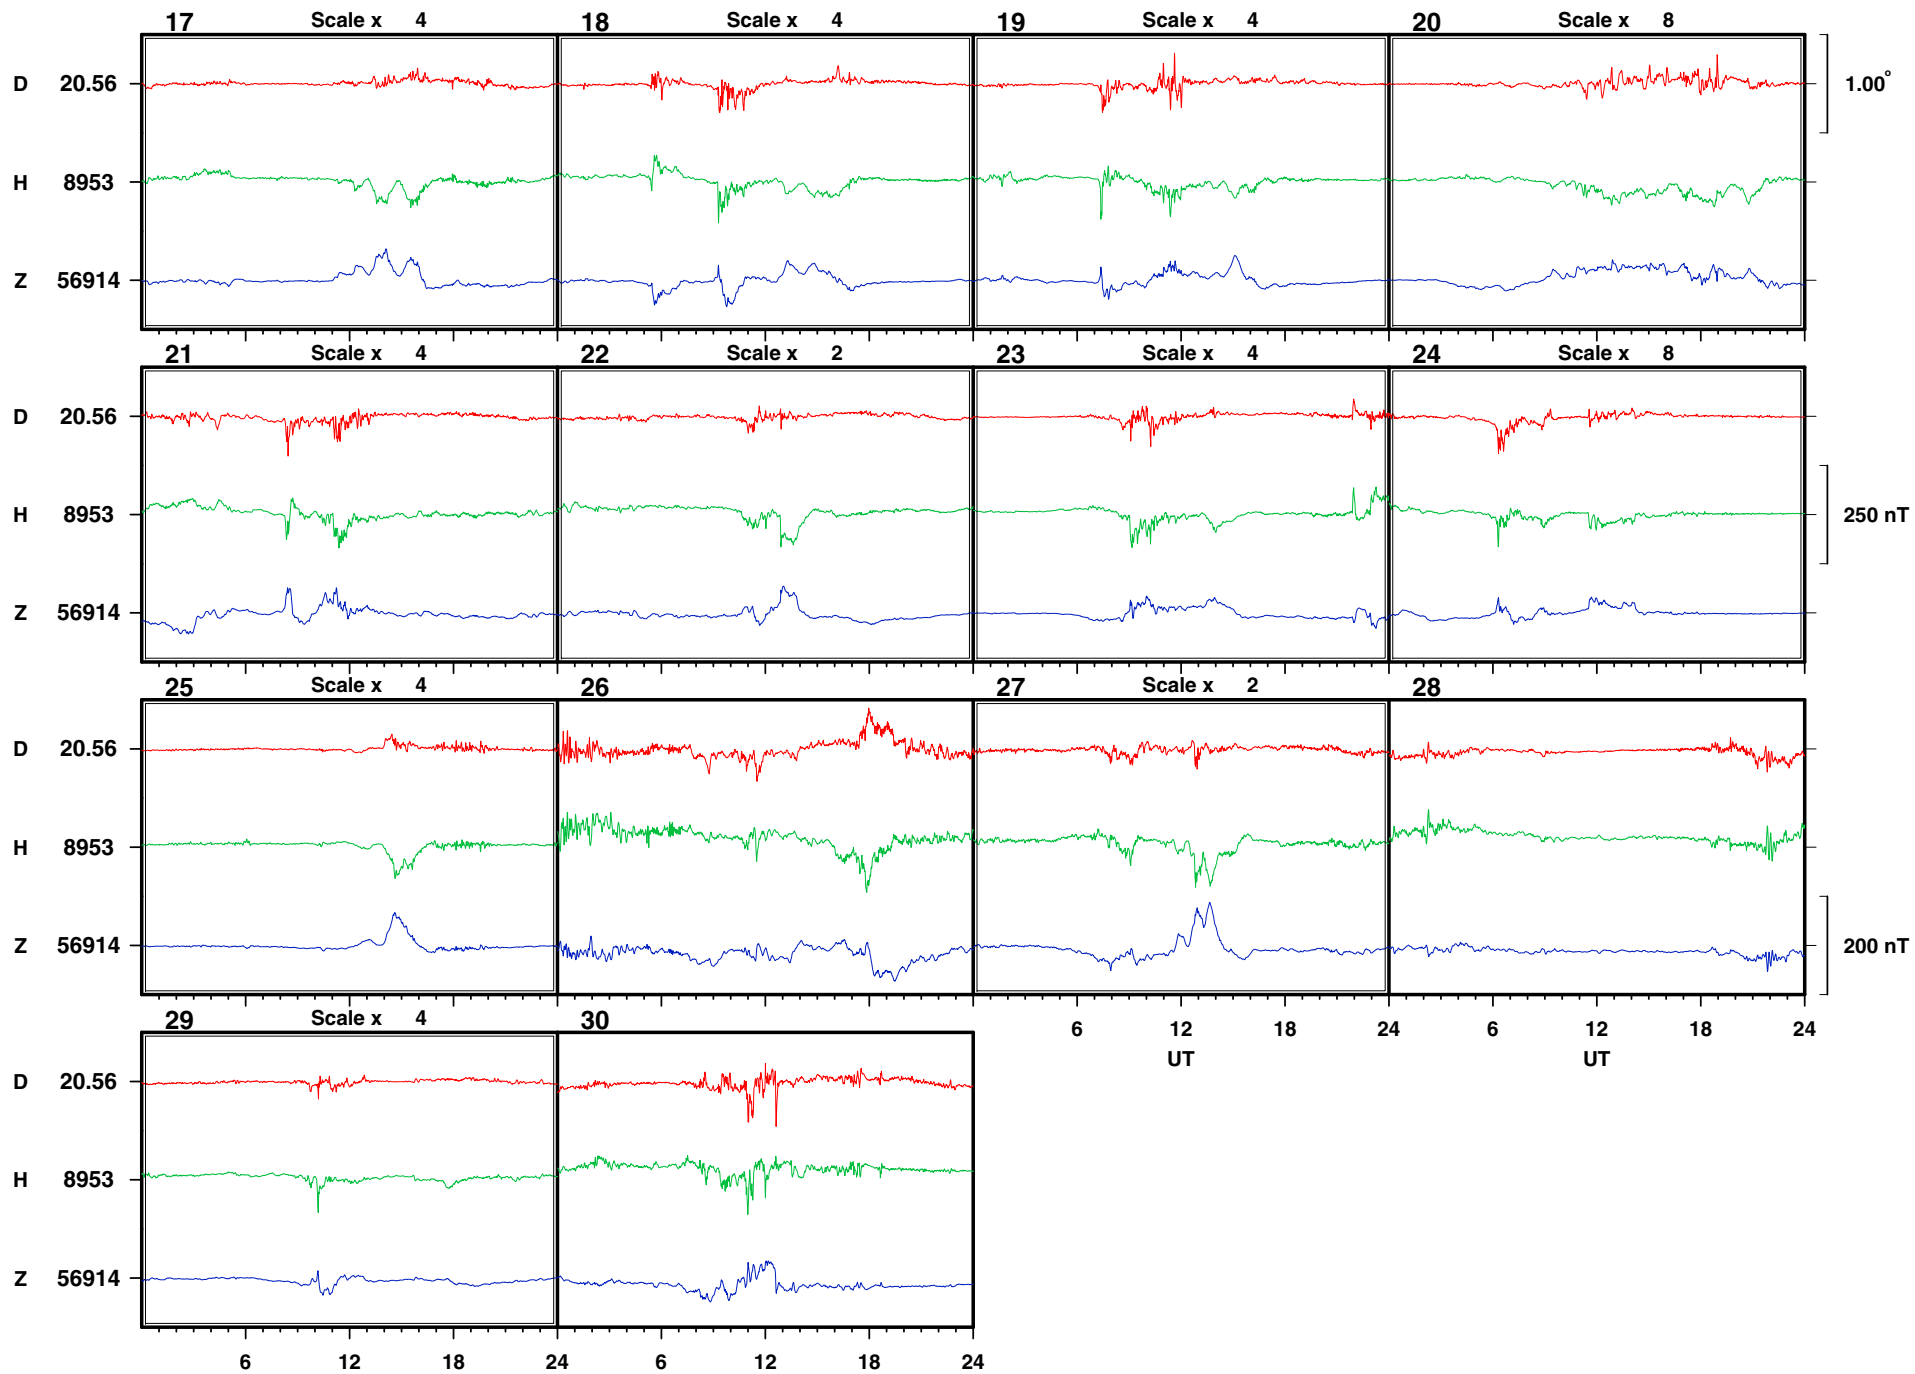 17 Scale x 4 18 Scale x 4 19 Scale x 4 20 Scale x 8
D 20.56 1.00°
H 8953
Z 56914
21 Scale x 4 22 Scale x 2 23 Scale x 4 24 Scale x 8
D 20.56
H 8953 250 nT
Z 56914
25 Scale x 4 26 27 Scale x 2 28
D 20.56
H 8953
Z 56914 200 nT
29 Scale x 4 30
6 12 18 24 6 12 18 24
UT UT
D 20.56
H 8953
Z 56914
6 12 18 24 6 12 18 24